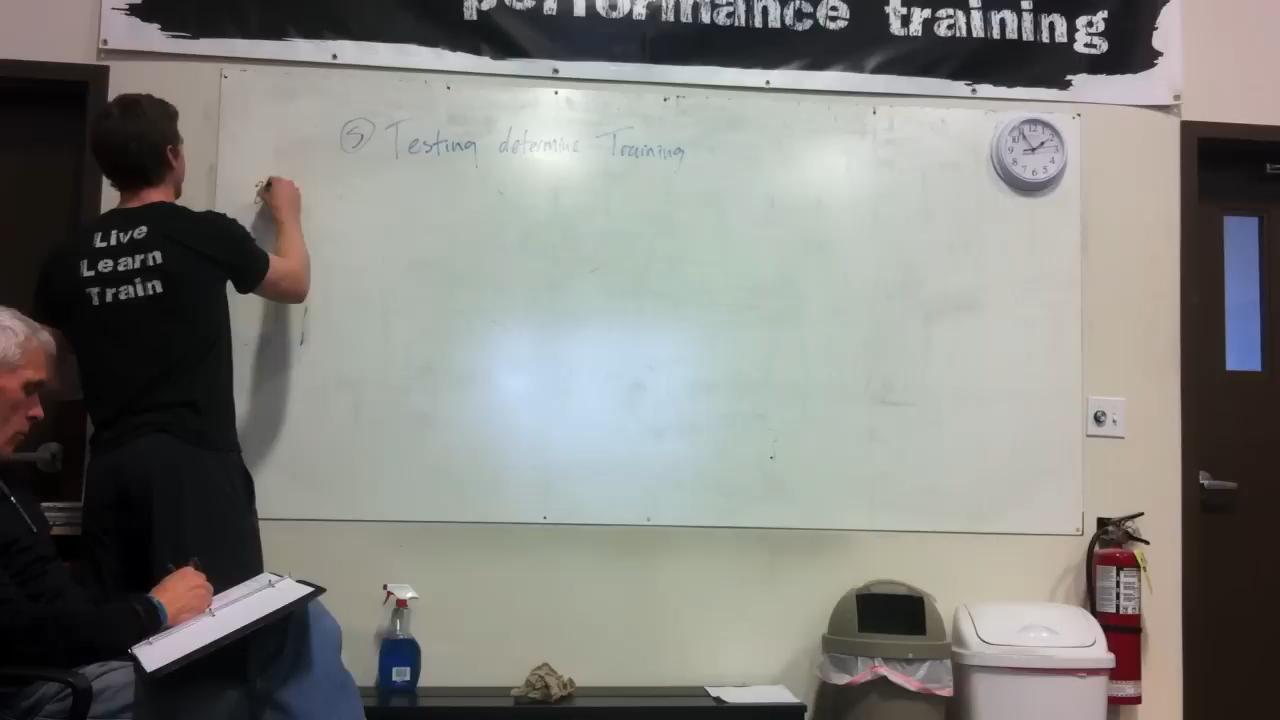 performance training
⑤ Testing determine Training
Live
Learn
Train